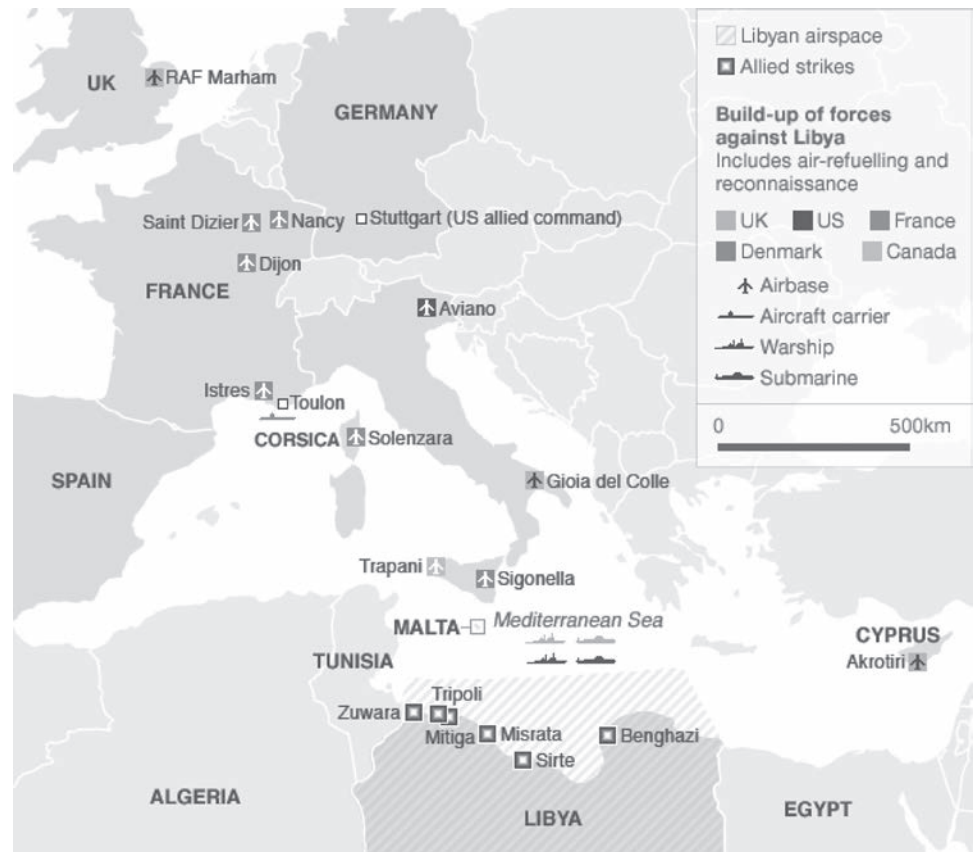 Libyan airspace
Allied strikes
Build-up of forces
against Libya
Includes air-refuelling and
reconnaissance
UK US France
Denmark Canada
Airbase
Aircraft carrier
Warship
Submarine
0 500km
UK
RAF Marham
GERMANY
Saint Dizier
Nancy
Stuttgart (US allied command)
Dijon
FRANCE
Aviano
Istres
Toulon
CORSICA
Solenzara
SPAIN
Gioia del Colle
Trapani
Sigonella
MALTA
Mediterranean Sea
CYPRUS
Akrotiri
TUNISIA
Tripoli
Zuwara
Mitiga
Misrata
Benghazi
Sirte
ALGERIA
LIBYA
EGYPT